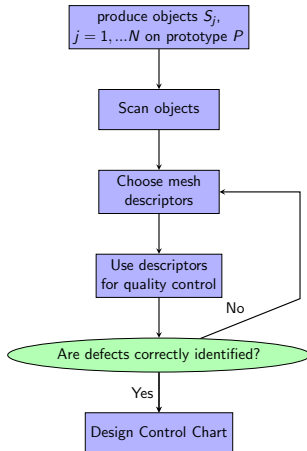 produce objects S_j,
j = 1, ...N on prototype P
Scan objects
Choose mesh
descriptors
Use descriptors
for quality control
No
Are defects correctly identified?
Yes
Design Control Chart